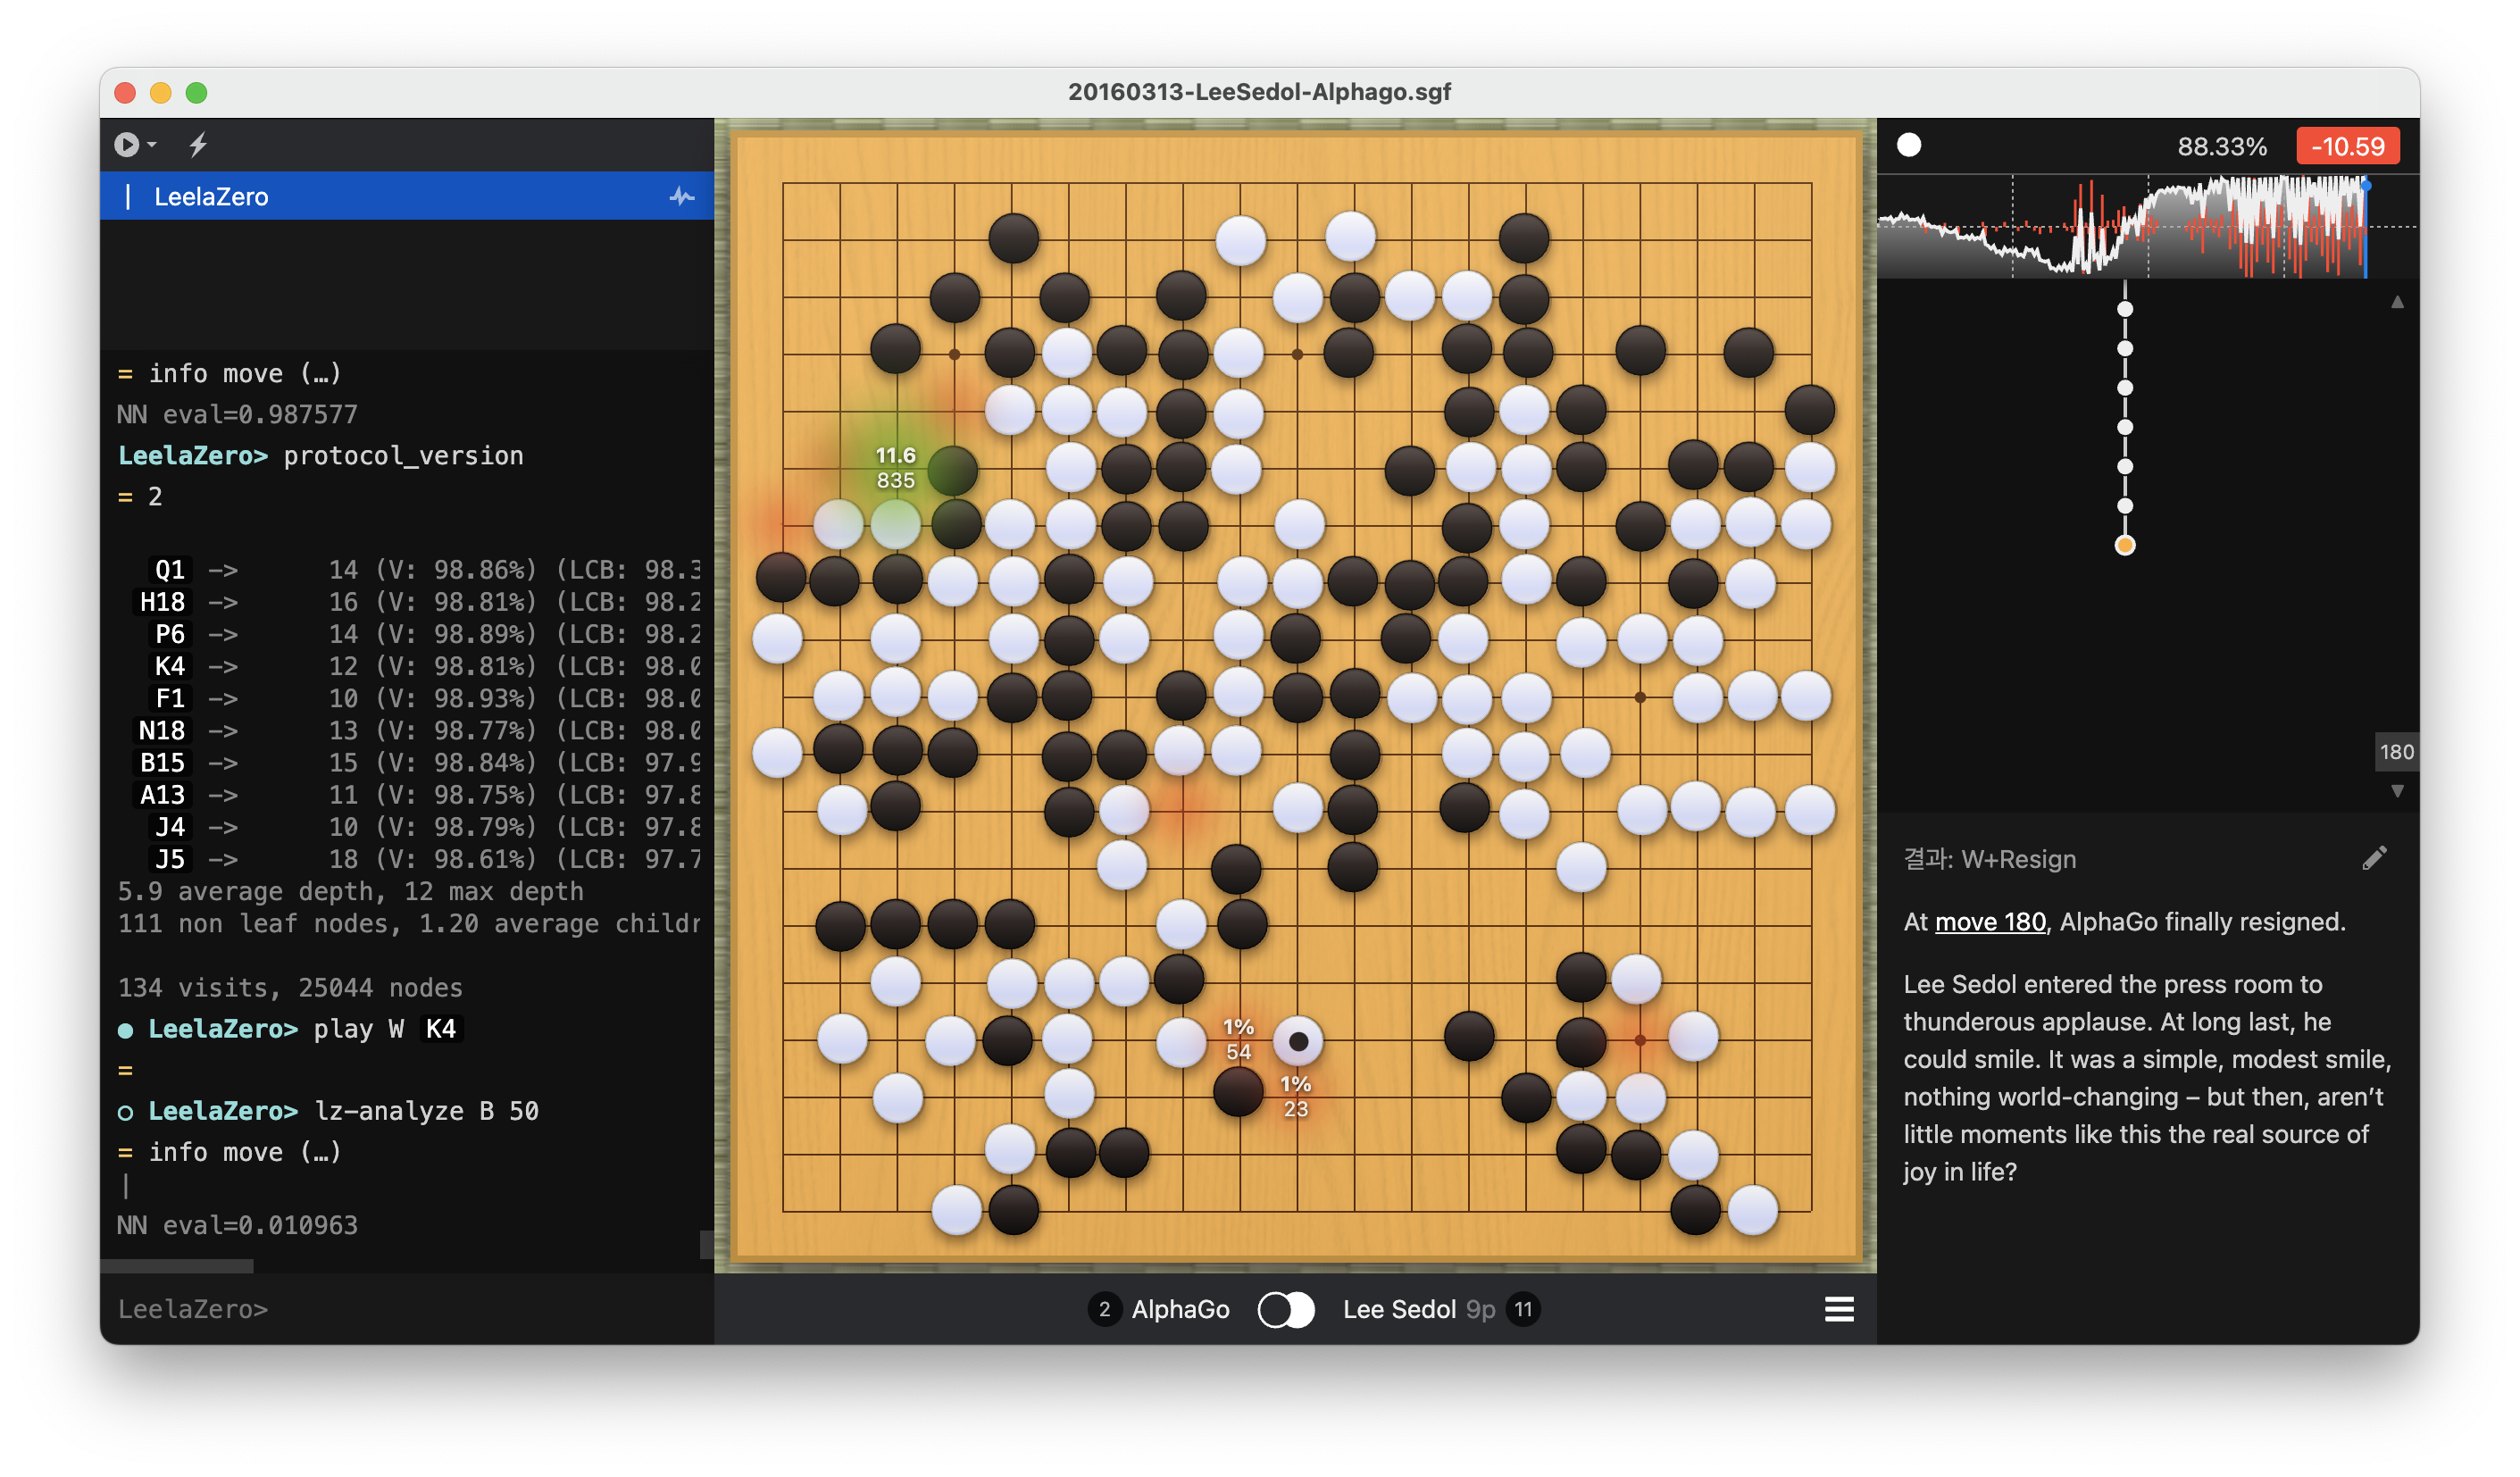 20160313-LeeSedol-Alphago.sgf
LeelaZero
= info move (…)
NN eval=0.987577
LeelaZero> protocol_version
= 2
Q1 –> 14 (V: 98.86%) (LCB: 98.3
H18 –> 16 (V: 98.81%) (LCB: 98.2
P6 –> 14 (V: 98.89%) (LCB: 98.2
K4 –> 12 (V: 98.81%) (LCB: 98.0
F1 –> 10 (V: 98.93%) (LCB: 98.0
N18 –> 13 (V: 98.77%) (LCB: 98.0
B15 –> 15 (V: 98.84%) (LCB: 97.9
A13 –> 11 (V: 98.75%) (LCB: 97.8
J4 –> 10 (V: 98.79%) (LCB: 97.8
J5 –> 18 (V: 98.61%) (LCB: 97.7
5.9 average depth, 12 max depth
111 non leaf nodes, 1.20 average childr
134 visits, 25044 nodes
LeelaZero> play W K4
=
LeelaZero> lz-analyze B 50
= info move (…)
NN eval=0.010963
LeelaZero>
11.6
835
1%
54
1%
23
2 AlphaGo Lee Sedol 9p 11
88.33% -10.59
180
결과: W+Resign
At move 180, AlphaGo finally resigned.
Lee Sedol entered the press room to
thunderous applause. At long last, he
could smile. It was a simple, modest smile,
nothing world-changing – but then, aren’t
little moments like this the real source of
joy in life?